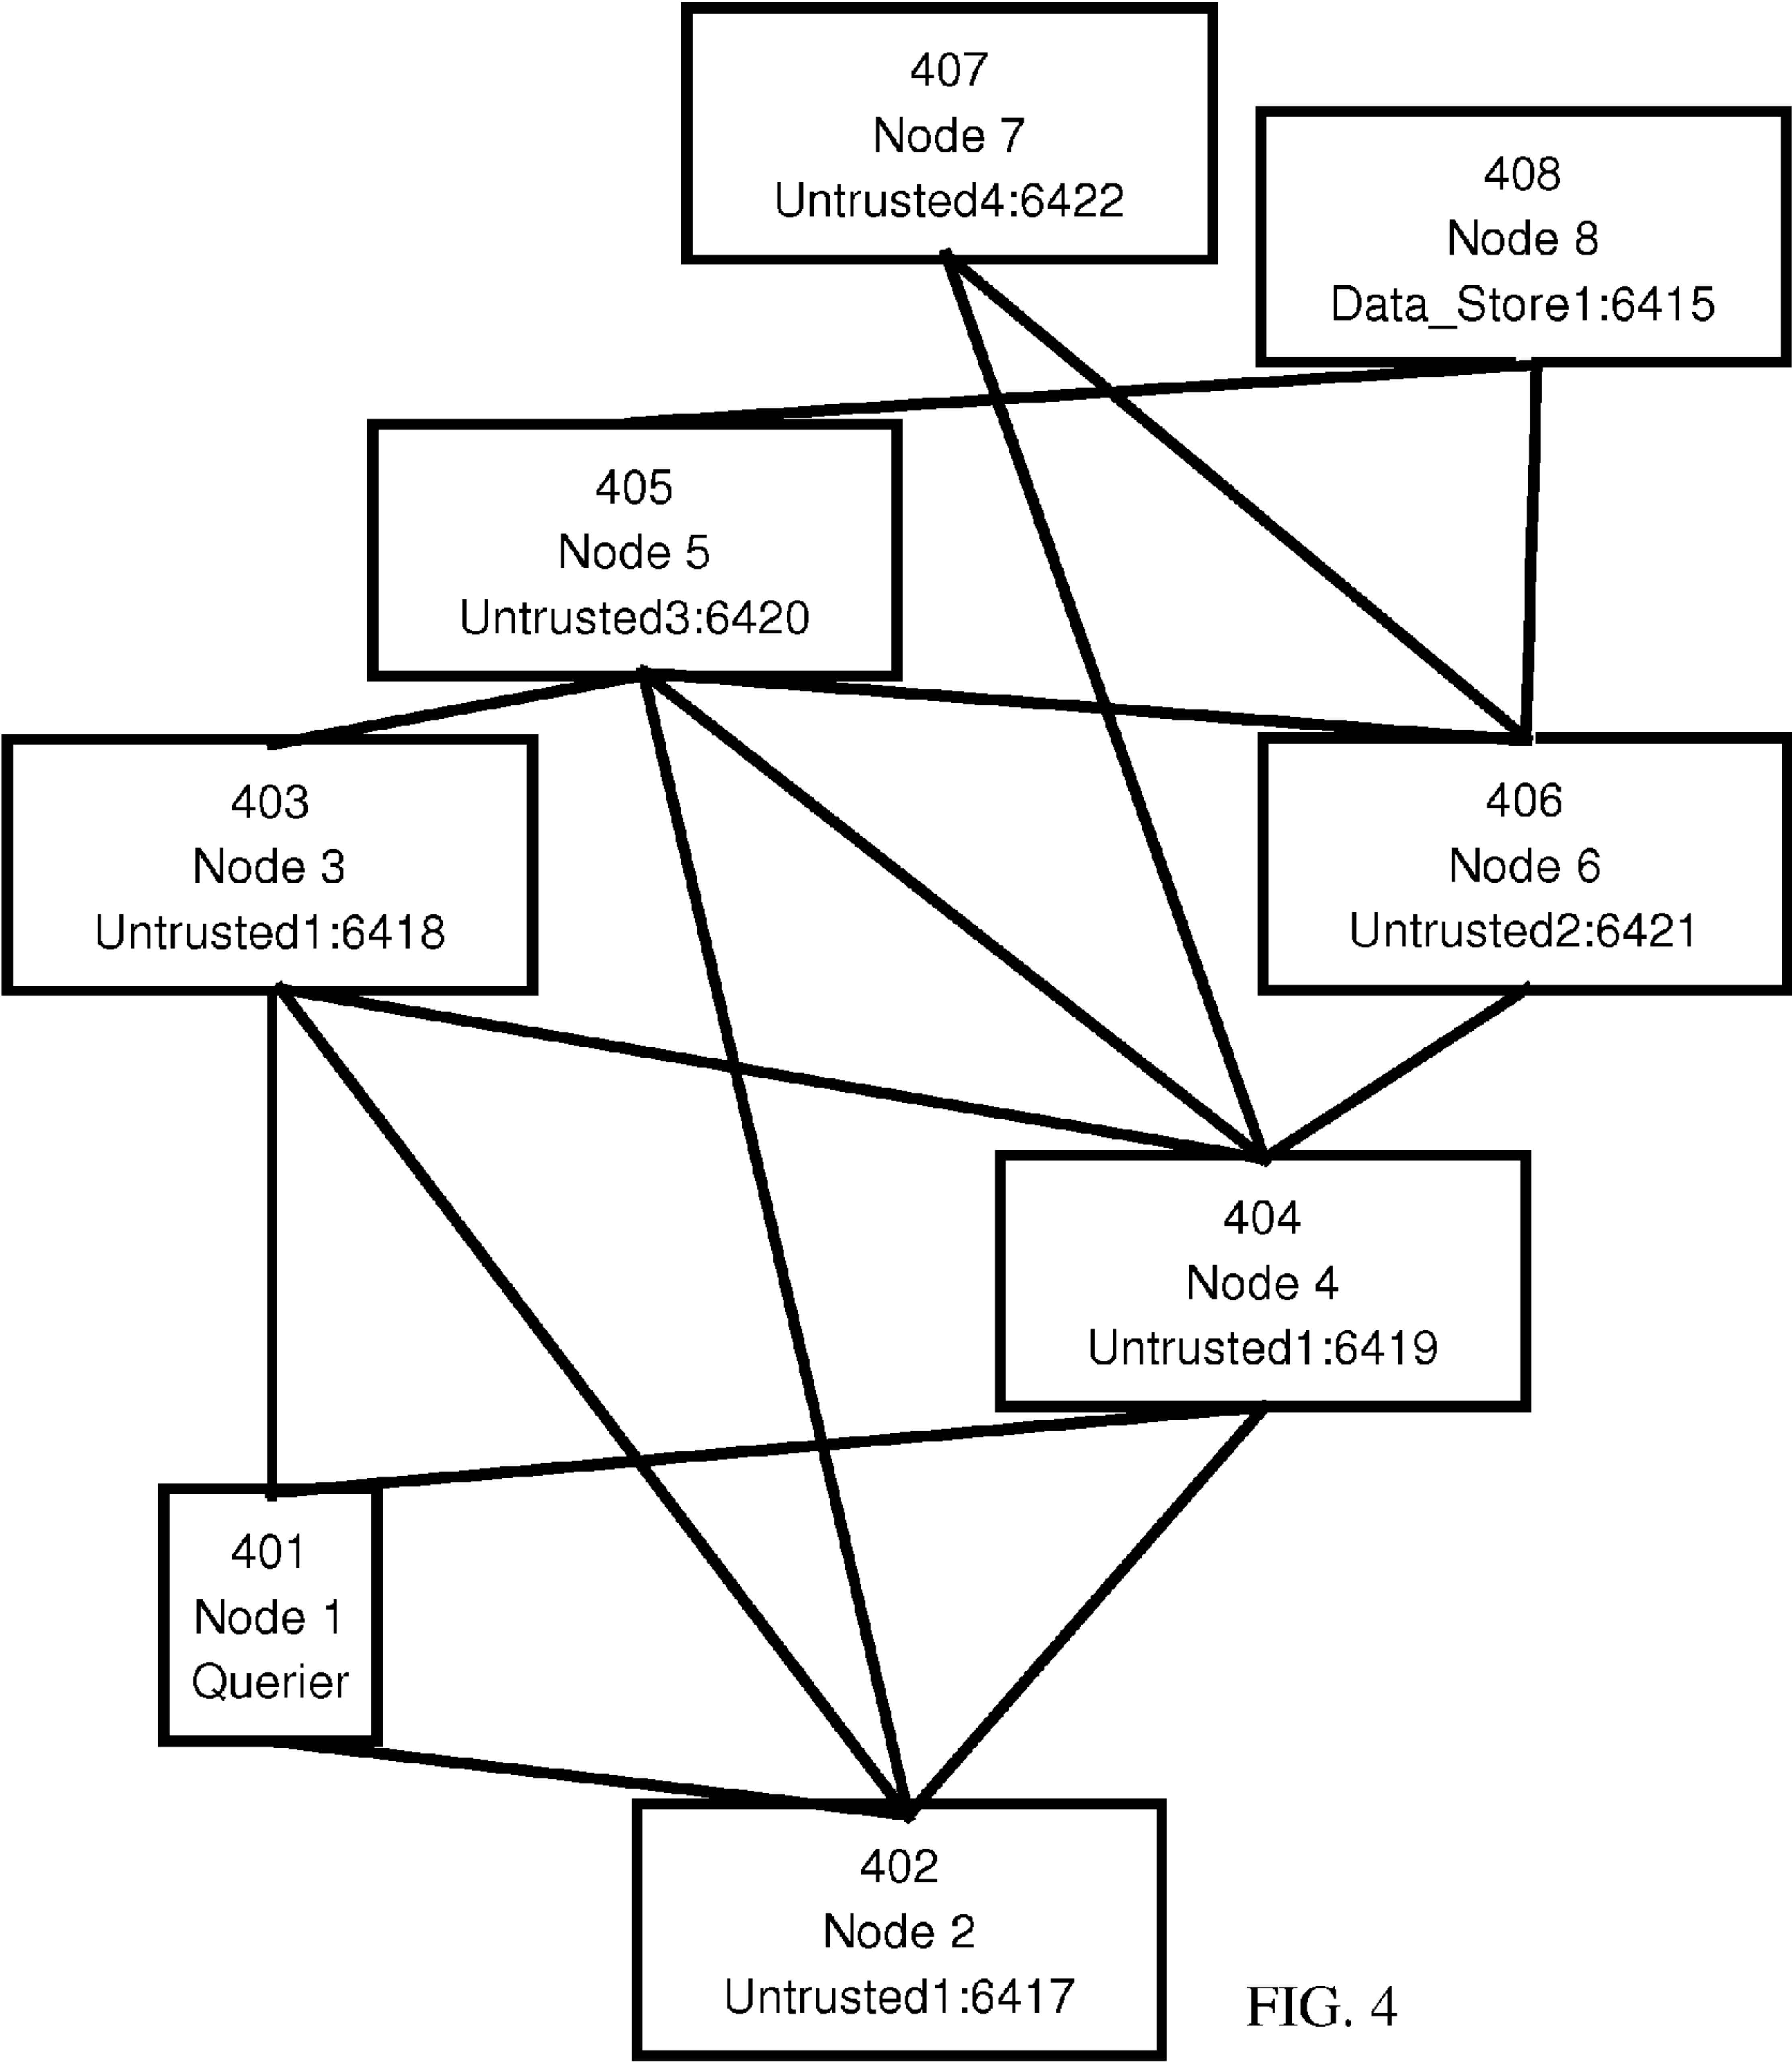 407
Node 7
Untrusted4:6422
408
Node 8
Data_Store1:6415
405
Node 5
Untrusted3:6420
403
Node 3
Untrusted1:6418
406
Node 6
Untrusted2:6421
404
Node 4
Untrusted1:6419
401
Node 1
Querier
402
Node 2
Untrusted1:6417
FIG. 4